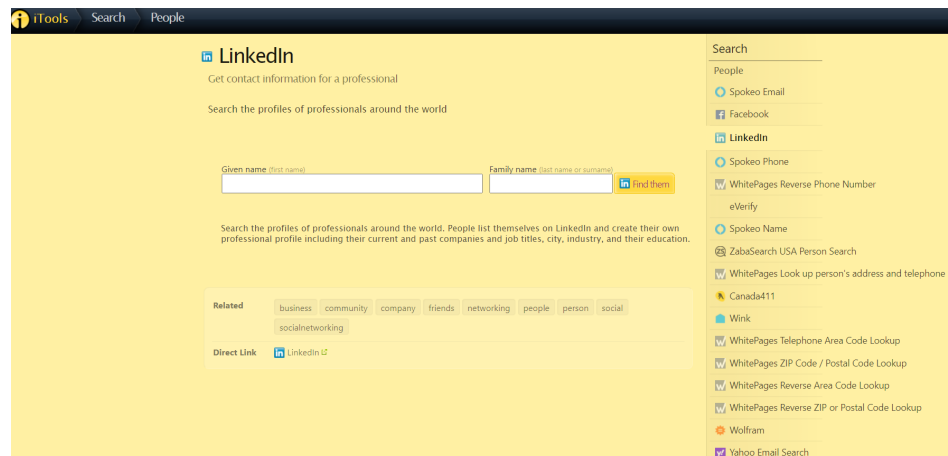 iTools Search People
LinkedIn
Get contact information for a professional
Search the profiles of professionals around the world
Given name (first name) Family name (last name or surname)
Find them
Search the profiles of professionals around the world. People list themselves on LinkedIn and create their own
professional profile including their current and past companies and job titles, city, industry, and their education.
Related business community company friends networking people person social
socialnetworking
Direct Link LinkedIn
Search
People
Spokeo Email
Facebook
LinkedIn
Spokeo Phone
WhitePages Reverse Phone Number
eVerify
Spokeo Name
ZabaSearch USA Person Search
WhitePages Look up person's address and telephone
Canada411
Wink
WhitePages Telephone Area Code Lookup
WhitePages ZIP Code / Postal Code Lookup
WhitePages Reverse Area Code Lookup
WhitePages Reverse ZIP or Postal Code Lookup
Wolfram
Yahoo Email Search